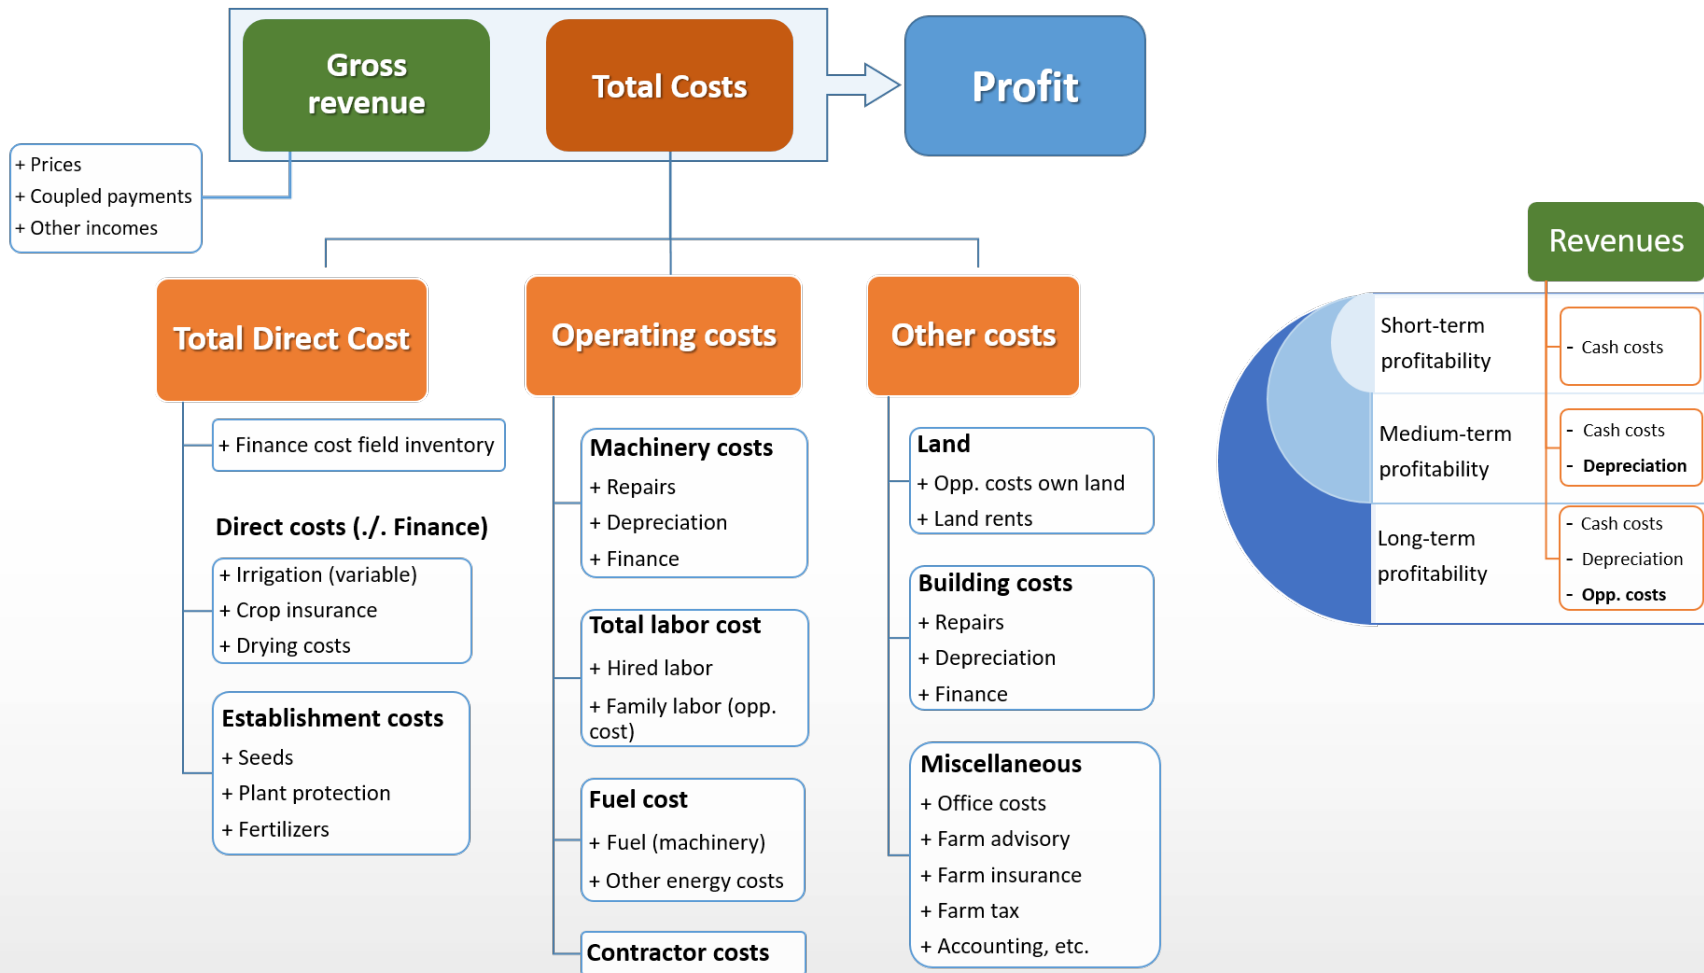 Gross
revenue
Total Costs
Profit
+ Prices
+ Coupled payments
+ Other incomes
Total Direct Cost
+ Finance cost field inventory
Direct costs (./. Finance)
+ Irrigation (variable)
+ Crop insurance
+ Drying costs
Establishment costs
+ Seeds
+ Plant protection
+ Fertilizers
Operating costs
Machinery costs
+ Repairs
+ Depreciation
+ Finance
Total labor cost
+ Hired labor
+ Family labor (opp.
cost)
Fuel cost
+ Fuel (machinery)
+ Other energy costs
Contractor costs
Other costs
Land
+ Opp. costs own land
+ Land rents
Building costs
+ Repairs
+ Depreciation
+ Finance
Miscellaneous
+ Office costs
+ Farm advisory
+ Farm insurance
+ Farm tax
+ Accounting, etc.
Revenues
Short-term
profitability
- Cash costs
Medium-term
profitability
- Cash costs
- Depreciation
Long-term
profitability
- Cash costs
- Depreciation
- Opp. costs